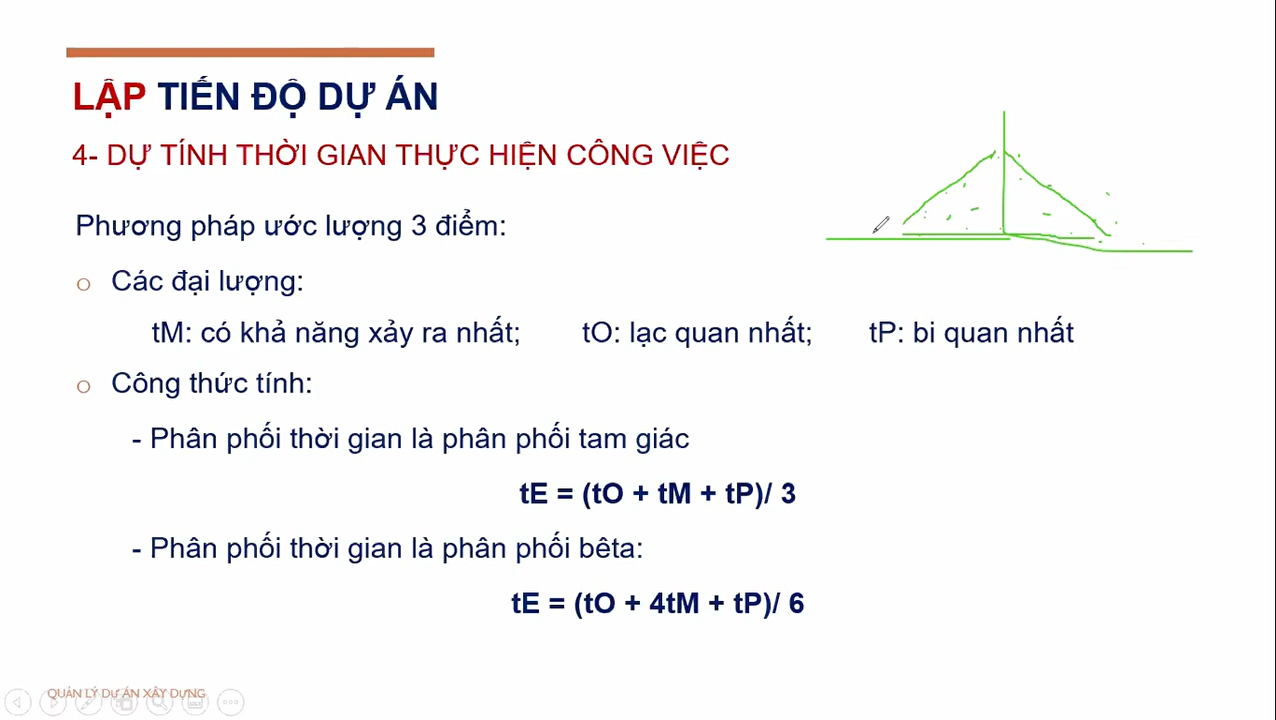 LẬP TIẾN ĐỘ DỰ ÁN
4- DỰ TÍNH THỜI GIAN THỰC HIỆN CÔNG VIỆC
Phương pháp ước lượng 3 điểm:
o Các đại lượng:
tM: có khả năng xảy ra nhất; tO: lạc quan nhất; tP: bi quan nhất
o Công thức tính:
- Phân phối thời gian là phân phối tam giác
tE = (tO + tM + tP)/ 3
- Phân phối thời gian là phân phối bêta:
tE = (tO + 4tM + tP)/ 6
QUẢN LÝ DỰ ÁN XÂY DỰNG